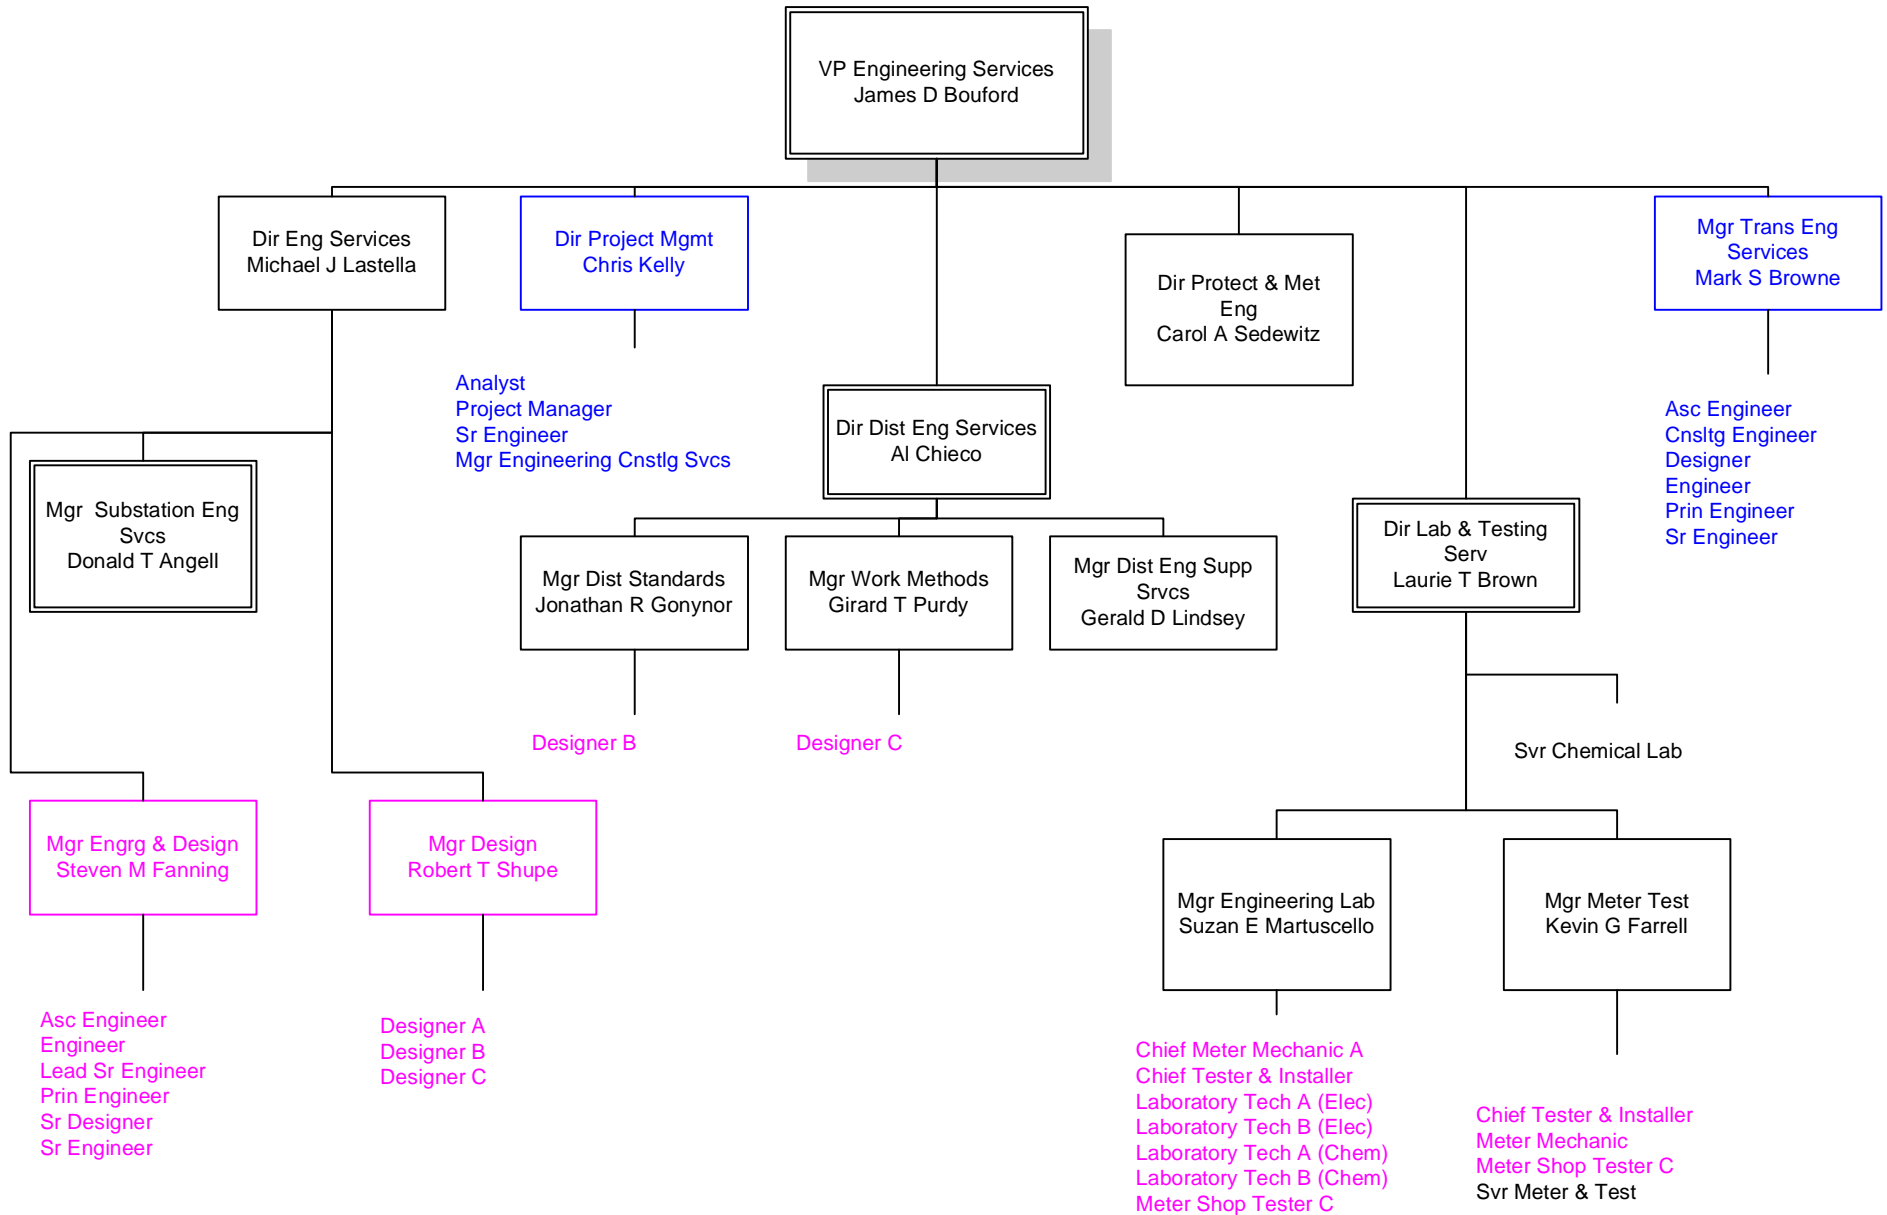 VP Engineering Services
James D Bouford
Dir Eng Services
Michael J Lastella
Dir Project Mgmt
Chris Kelly
Analyst
Project Manager
Sr Engineer
Mgr Engineering Cnstlg Svcs
Dir Dist Eng Services
Al Chieco
Dir Protect & Met
Eng
Carol A Sedewitz
Mgr Trans Eng
Services
Mark S Browne
Asc Engineer
Cnsltg Engineer
Designer
Engineer
Prin Engineer
Sr Engineer
Mgr  Substation Eng
Svcs
Donald T Angell
Mgr Dist Standards
Jonathan R Gonynor
Mgr Work Methods
Girard T Purdy
Mgr Dist Eng Supp
Srvcs
Gerald D Lindsey
Dir Lab & Testing
Serv
Laurie T Brown
Designer B
Designer C
Svr Chemical Lab
Mgr Engrg & Design
Steven M Fanning
Mgr Design
Robert T Shupe
Mgr Engineering Lab
Suzan E Martuscello
Mgr Meter Test
Kevin G Farrell
Asc Engineer
Engineer
Lead Sr Engineer
Prin Engineer
Sr Designer
Sr Engineer
Designer A
Designer B
Designer C
Chief Meter Mechanic A
Chief Tester & Installer
Laboratory Tech A (Elec)
Laboratory Tech B (Elec)
Laboratory Tech A (Chem)
Laboratory Tech B (Chem)
Meter Shop Tester C
Chief Tester & Installer
Meter Mechanic
Meter Shop Tester C
Svr Meter & Test